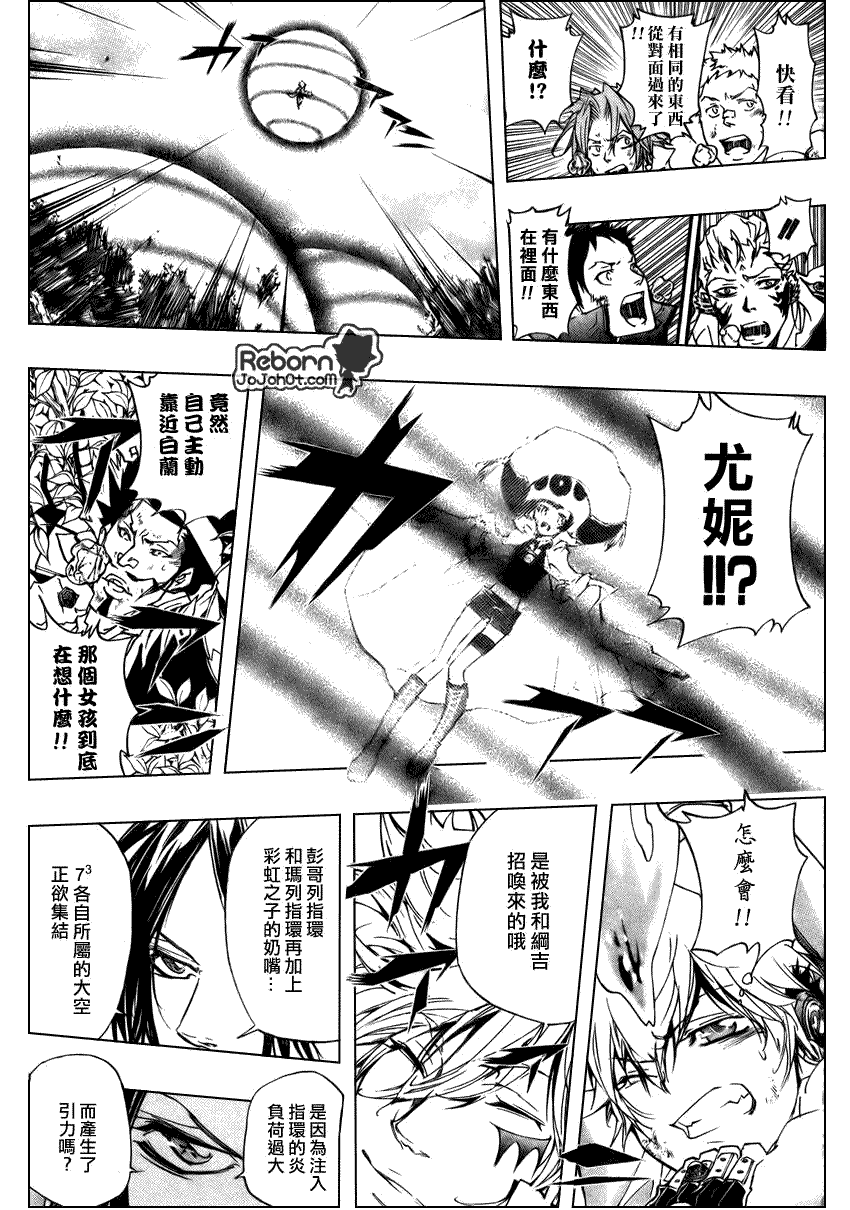 快看!!
有相同的東西
從對面過來了
!!
什麼!?
!!
有什麼東西
在裡面!!
尤妮!!?
竟然
自己主動
靠近白蘭
那個女孩到底
在想什麼!!
怎麼會!!
是被我和綱吉
招喚來的哦
彭哥列指環
和瑪列指環再加上
彩虹之子的奶嘴…
7³各自所屬的大空
正欲集結
是因為注入
指環的炎
負荷過大
而產生了
引力嗎？
Reborn
JoJoHot.com